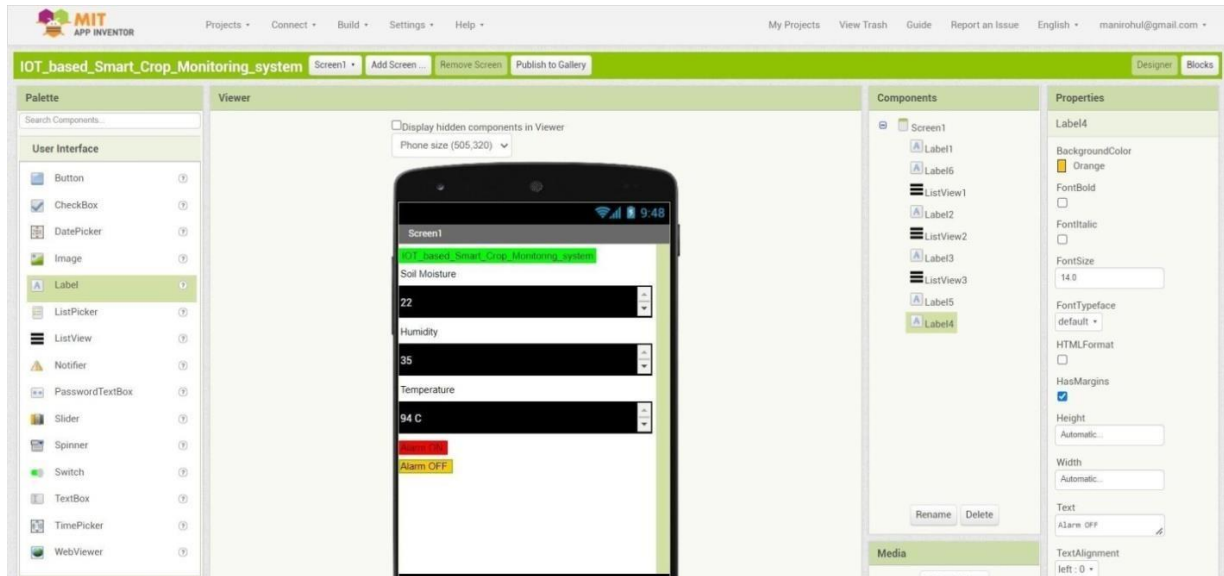 MIT
APP INVENTOR
Projects Connect Build Settings Help My Projects View Trash Guide Report an Issue English manirohul@gmail.com
IOT_based_Smart_Crop_Monitoring_system Screen1 Add Screen ... Remove Screen Publish to Gallery Designer Blocks
Palette
Search Components...
User Interface
Button
CheckBox
DatePicker
Image
Label
ListPicker
ListView
Notifier
PasswordTextBox
Slider
Spinner
Switch
TextBox
TimePicker
WebViewer
Viewer
Display hidden components in Viewer
Phone size (505,320)
9:48
Screen1
IOT_based_Smart_Crop_Monitoring_system
Soil Moisture
22
Humidity
35
Temperature
94 C
Alarm ON
Alarm OFF
Components
Screen1
Label1
Label6
ListView1
Label2
ListView2
Label3
ListView3
Label5
Label4
Rename Delete
Media
Properties
Label4
BackgroundColor
Orange
FontBold
FontItalic
FontSize
14.0
FontTypeface
default
HTMLFormat
HasMargins
Height
Automatic...
Width
Automatic...
Text
Alarm OFF
TextAlignment
left : 0